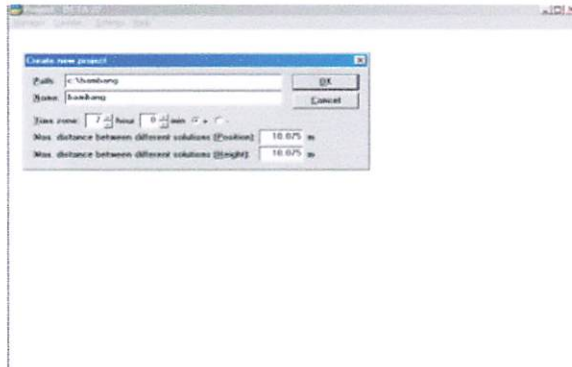 Create new project
Path: c:\bambang
OK
Name: bambang
Cancel
Time zone: 7 hour 0 min + -
Max. distance between different solutions (Position): 10.075 m
Max. distance between different solutions (Height): 10.075 m